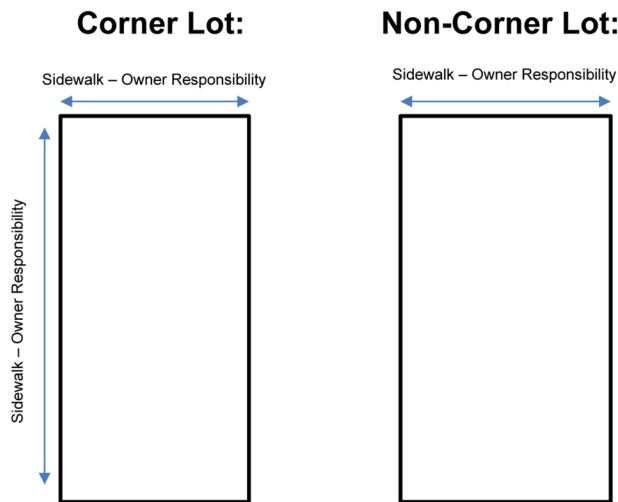 Corner Lot:
Non-Corner Lot:
Sidewalk – Owner Responsibility
Sidewalk – Owner Responsibility
Sidewalk – Owner Responsibility